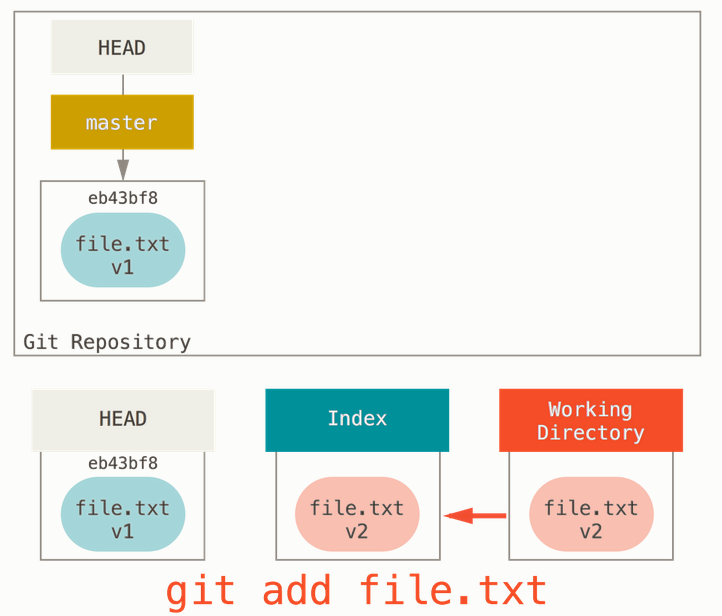 HEAD
master
eb43bf8
file.txt
v1
Git Repository
HEAD
eb43bf8
file.txt
v1
Index
file.txt
v2
Working
Directory
file.txt
v2
git add file.txt